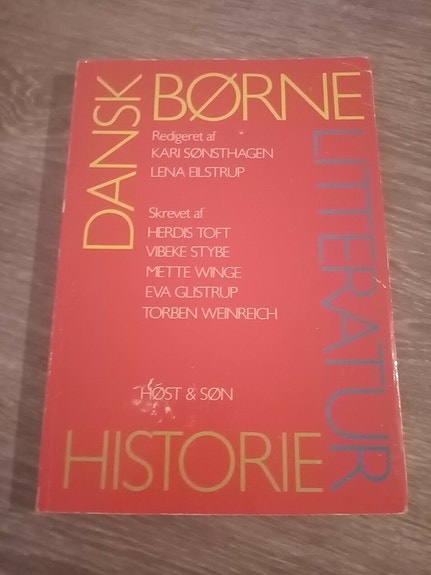 DANSK
BØRNE
LITTERATUR
HISTORIE
Redigeret af
KARI SØNSTHAGEN
LENA EILSTRUP
Skrevet af
HERDIS TOFT
VIBEKE STYBE
METTE WINGE
EVA GLISTRUP
TORBEN WEINREICH
HØST & SØN